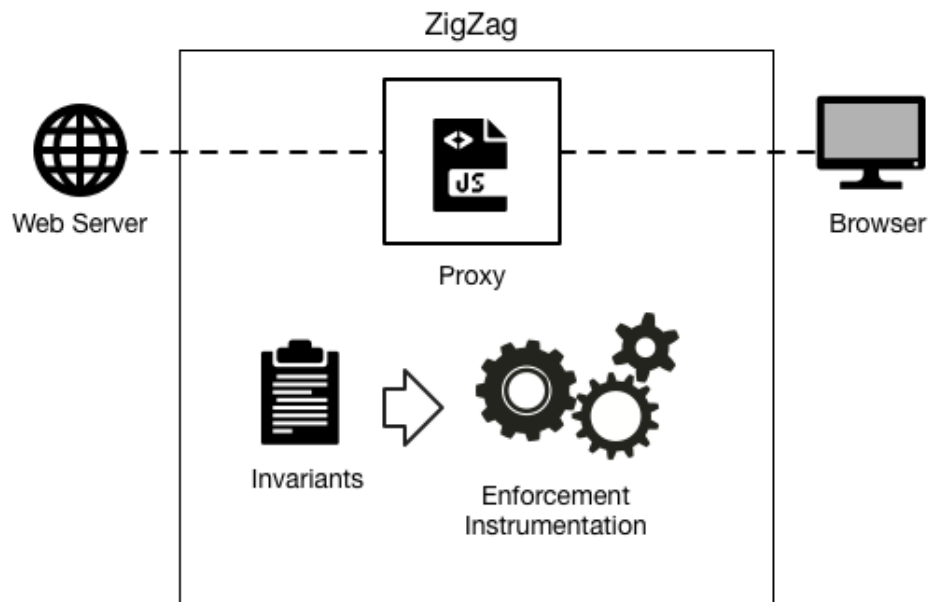 ZigZag
Web Server
<> JS
Proxy
Browser
Invariants
Enforcement
Instrumentation